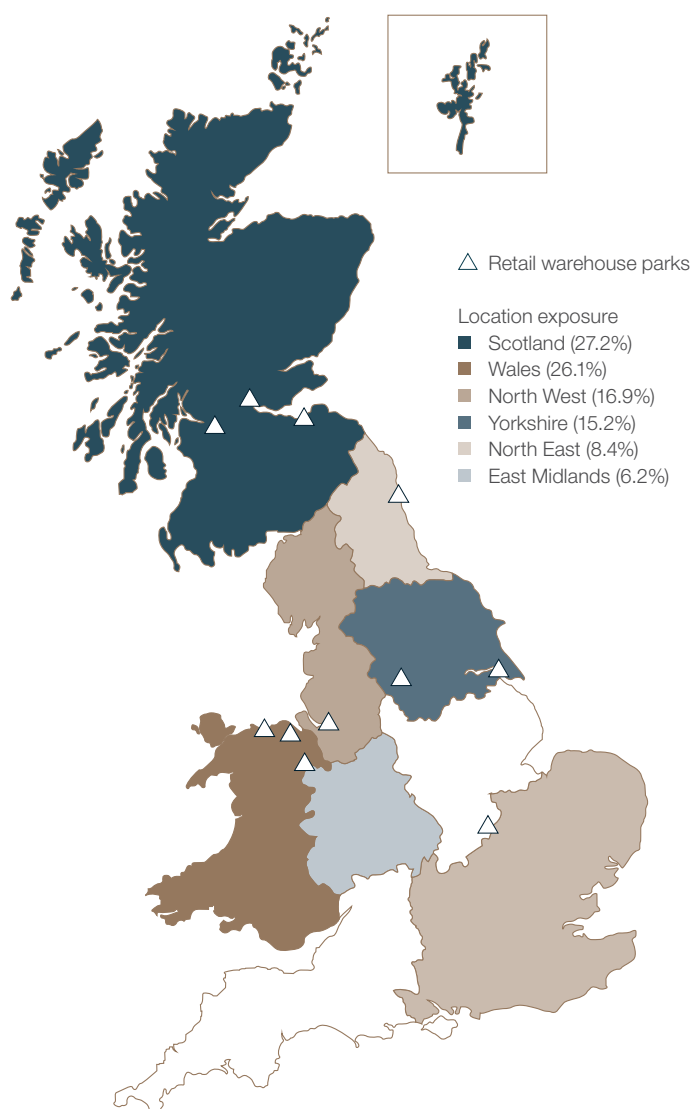 Retail warehouse parks
Location exposure
Scotland (27.2%)
Wales (26.1%)
North West (16.9%)
Yorkshire (15.2%)
North East (8.4%)
East Midlands (6.2%)